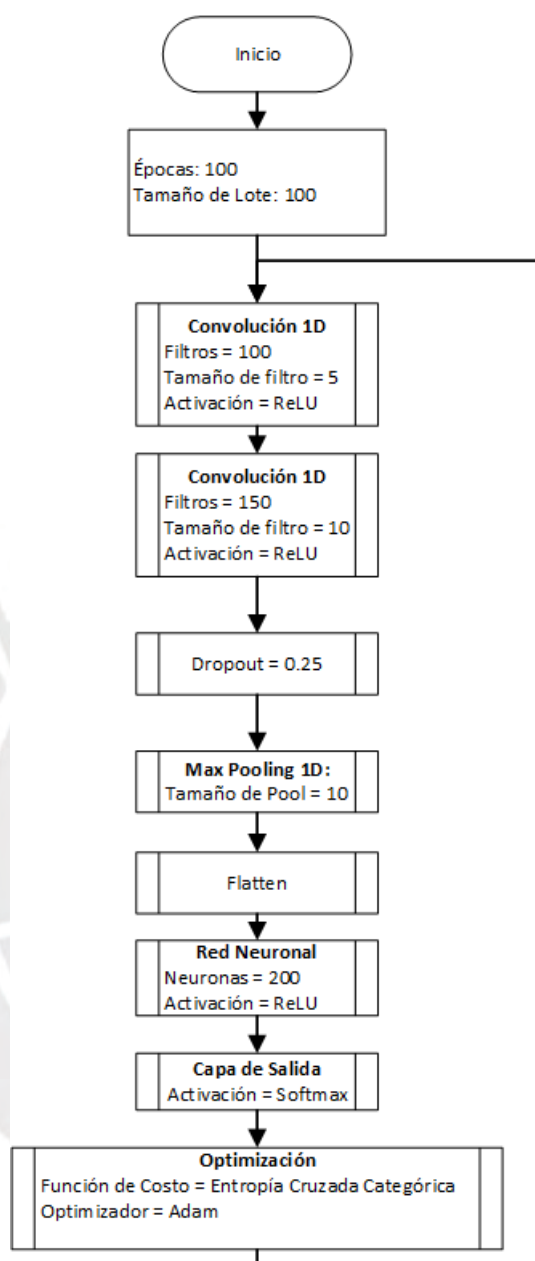 Inicio
Épocas: 100
Tamaño de Lote: 100
Convolución 1D
Filtros = 100
Tamaño de filtro = 5
Activación = ReLU
Convolución 1D
Filtros = 150
Tamaño de filtro = 10
Activación = ReLU
Dropout = 0.25
Max Pooling 1D:
Tamaño de Pool = 10
Flatten
Red Neuronal
Neuronas = 200
Activación = ReLU
Capa de Salida
Activación = Softmax
Optimización
Función de Costo = Entropía Cruzada Categórica
Optimizador = Adam